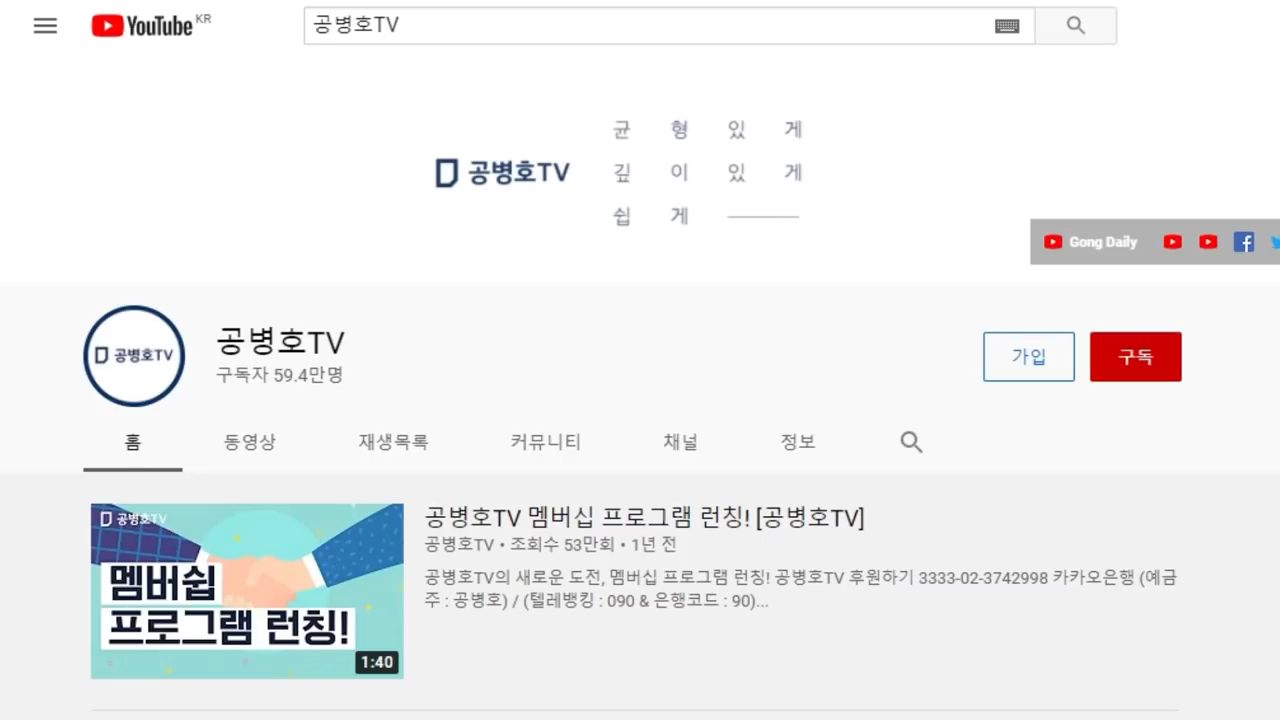 YouTube KR
공병호TV
균형있게
공병호TV
깊이있게
쉽게
Gong Daily
공병호TV
공병호TV
가입
구독
구독자 59.4만명
홈 동영상 재생목록 커뮤니티 채널 정보
공병호TV
멤버쉽
프로그램 런칭!
1:40
공병호TV 멤버십 프로그램 런칭! [공병호TV]
공병호TV • 조회수 53만회 • 1년 전
공병호TV의 새로운 도전, 멤버십 프로그램 런칭! 공병호TV 후원하기 3333-02-3742998 카카오은행 (예금
주 : 공병호) / (텔레뱅킹 : 090 & 은행코드 : 90)...